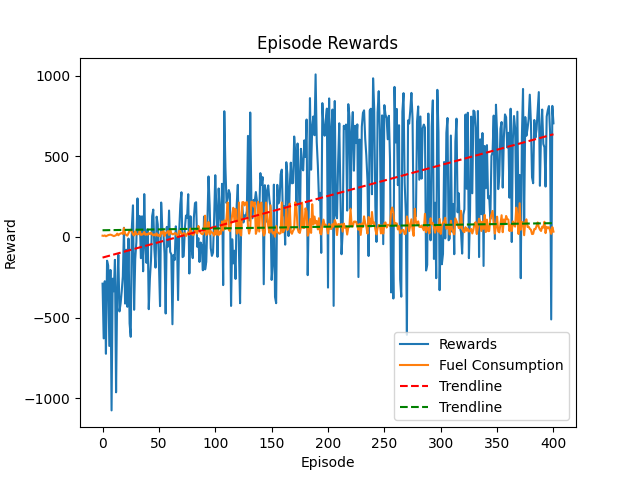 Episode Rewards
1000
500
0
−500
−1000
Reward
0
50
100
150
200
250
300
350
400
Episode
Rewards
Fuel Consumption
Trendline
Trendline